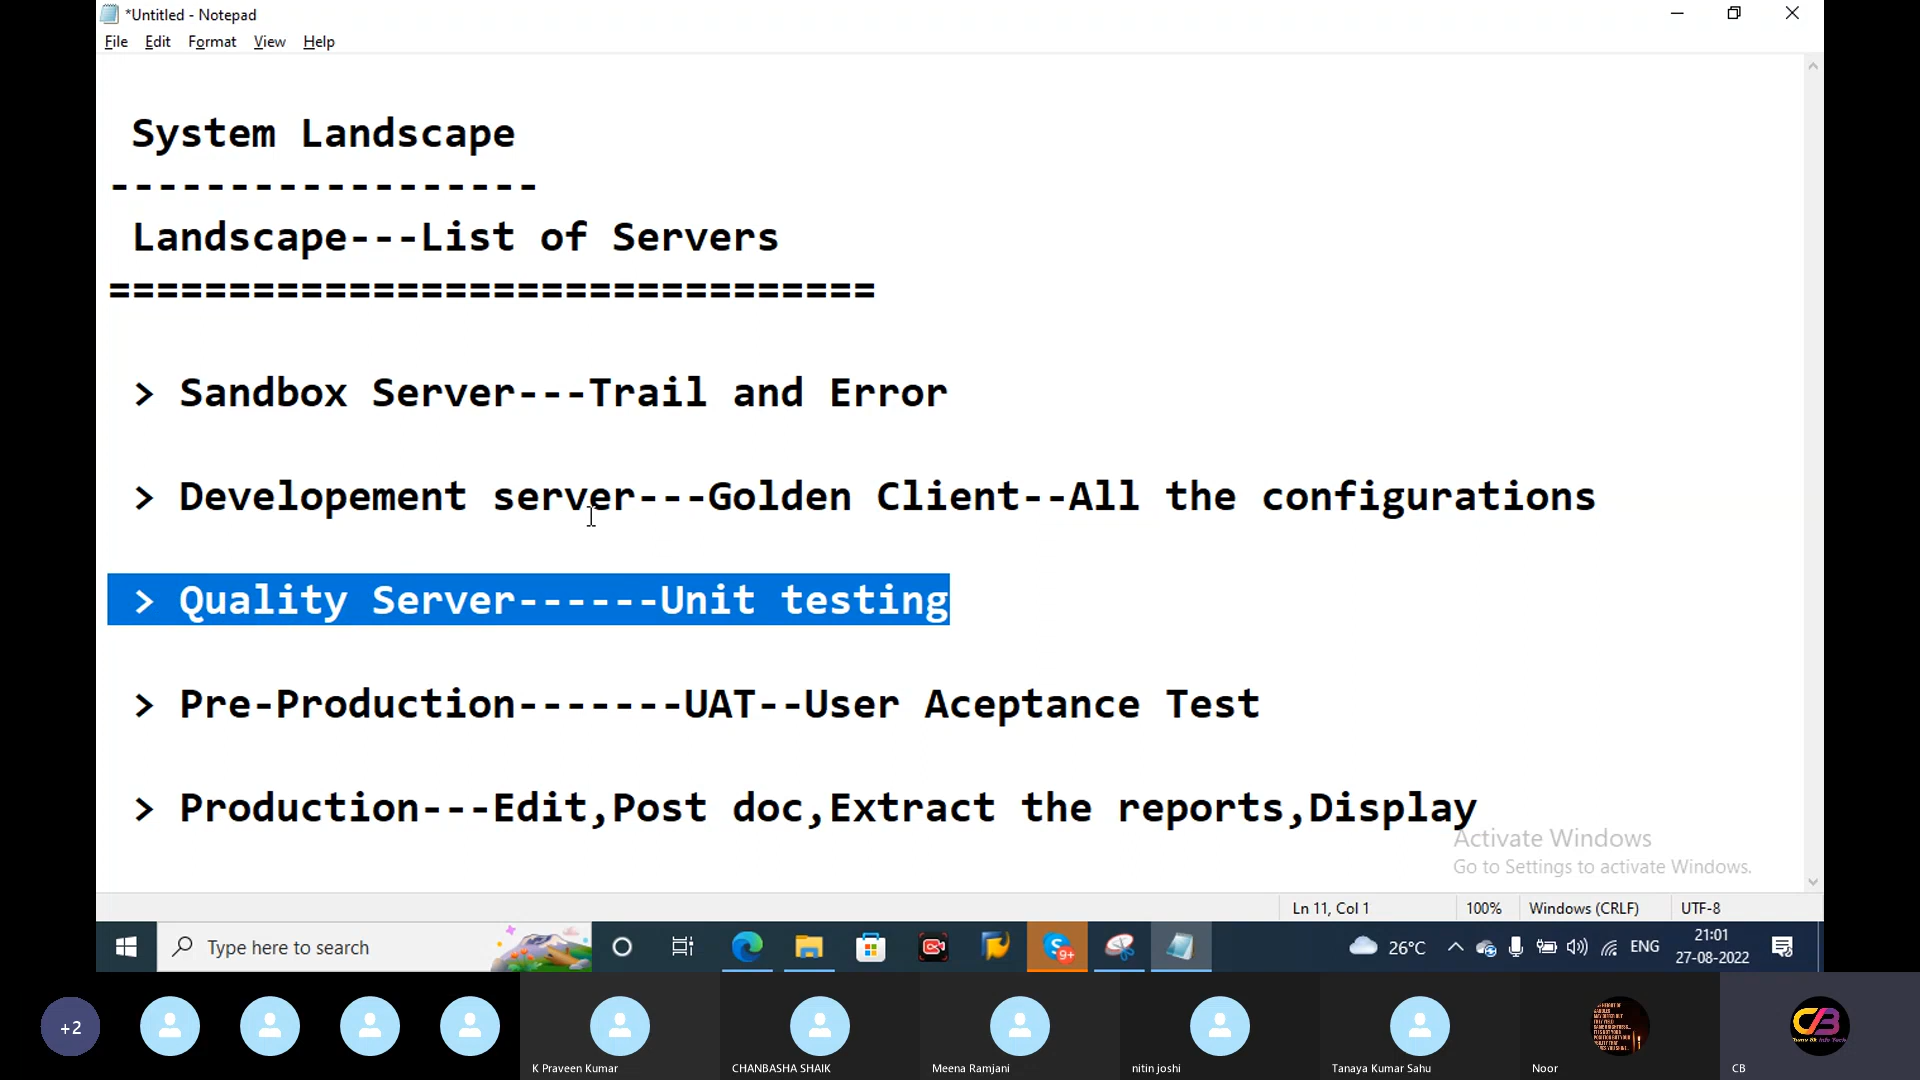 *Untitled - Notepad
File Edit Format View Help
System Landscape
------------------
Landscape---List of Servers
================================
> Sandbox Server---Trail and Error
> Developement server---Golden Client--All the configurations
> Quality Server------Unit testing
> Pre-Production-------UAT--User Aceptance Test
> Production---Edit,Post doc,Extract the reports,Display
Activate Windows
Go to Settings to activate Windows.
Ln 11, Col 1 100% Windows (CRLF) UTF-8
Type here to search
9+
26°C
ENG
21:01
27-08-2022
+2
K Praveen Kumar
CHANBASHA SHAIK
Meena Ramjani
nitin joshi
Tanaya Kumar Sahu
Noor
CB